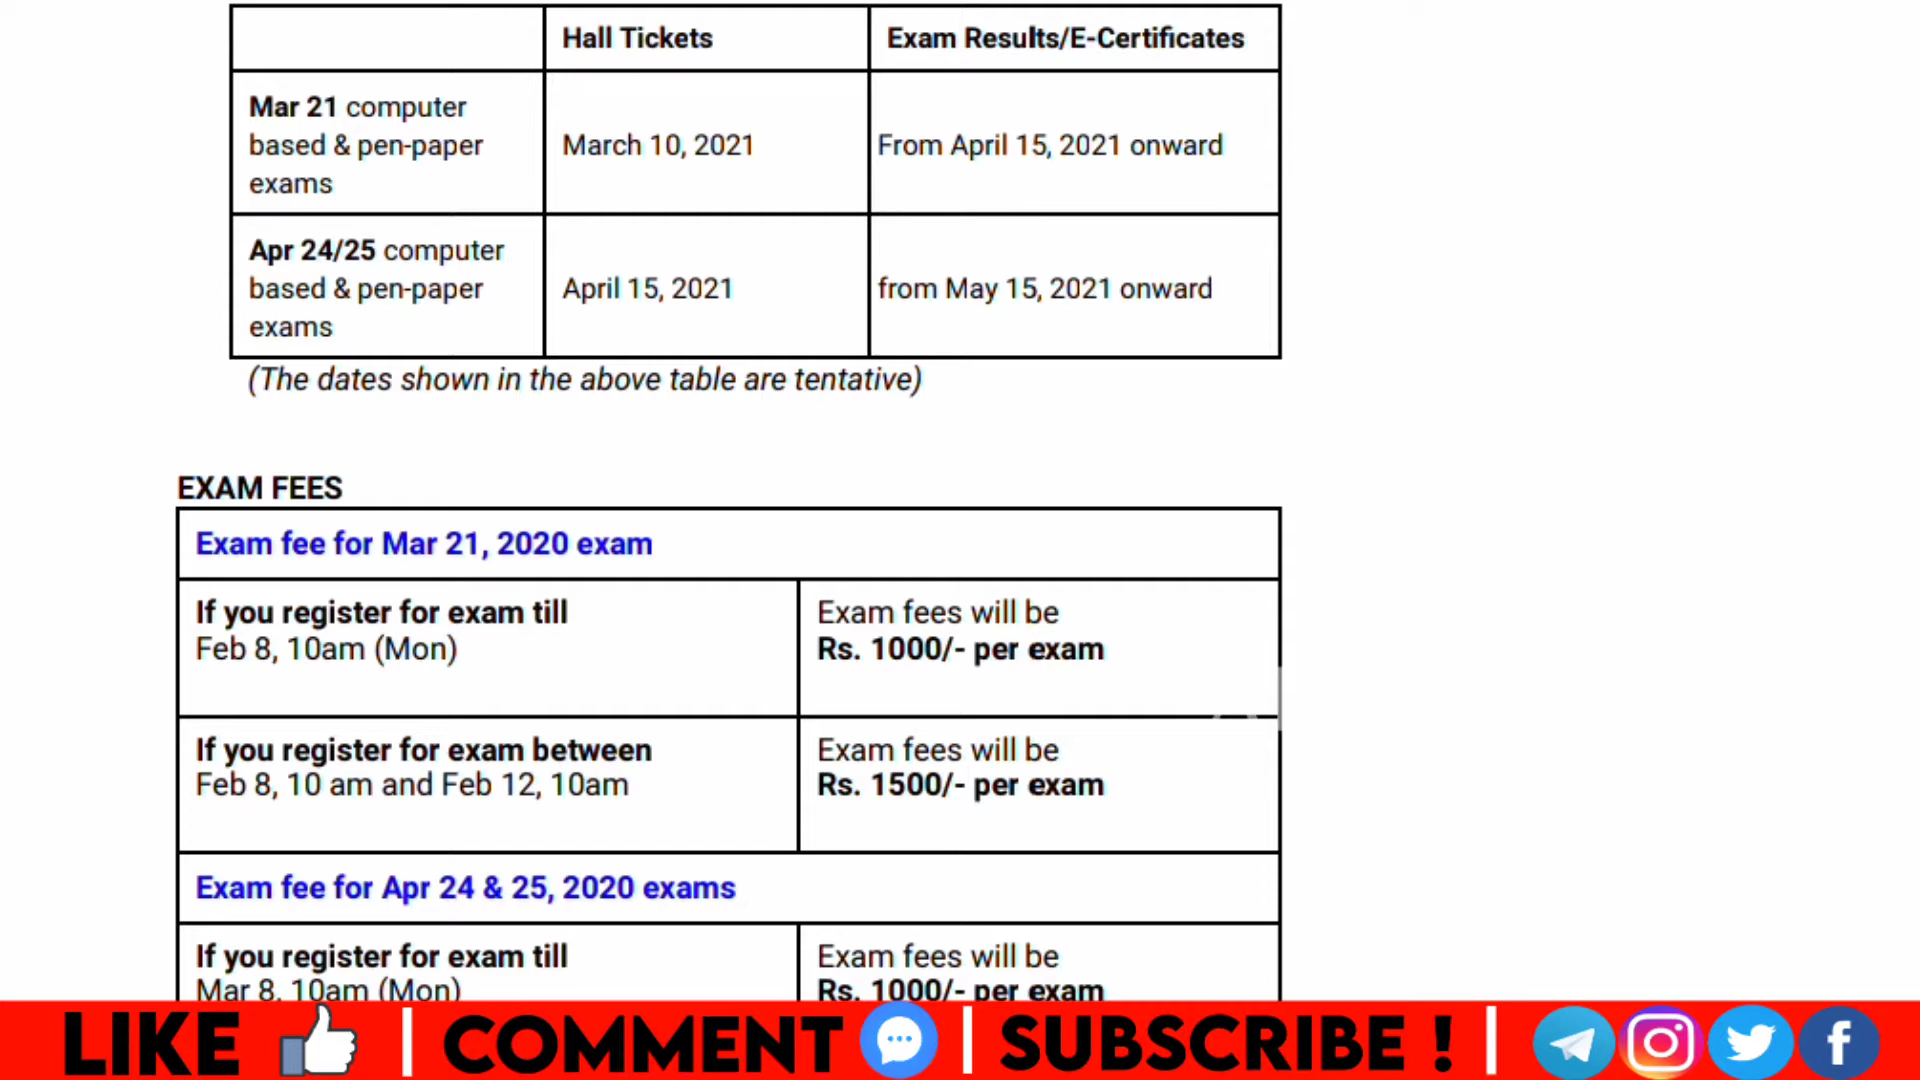 Hall Tickets
Exam Results/E-Certificates
Mar 21 computer
based & pen-paper
exams
March 10, 2021
From April 15, 2021 onward
Apr 24/25 computer
based & pen-paper
exams
April 15, 2021
from May 15, 2021 onward
(The dates shown in the above table are tentative)
EXAM FEES
Exam fee for Mar 21, 2020 exam
If you register for exam till
Feb 8, 10am (Mon)
Exam fees will be
Rs. 1000/- per exam
If you register for exam between
Feb 8, 10 am and Feb 12, 10am
Exam fees will be
Rs. 1500/- per exam
Exam fee for Apr 24 & 25, 2020 exams
If you register for exam till
Mar 8, 10am (Mon)
Exam fees will be
Rs. 1000/- per exam
LIKE | COMMENT | SUBSCRIBE ! |